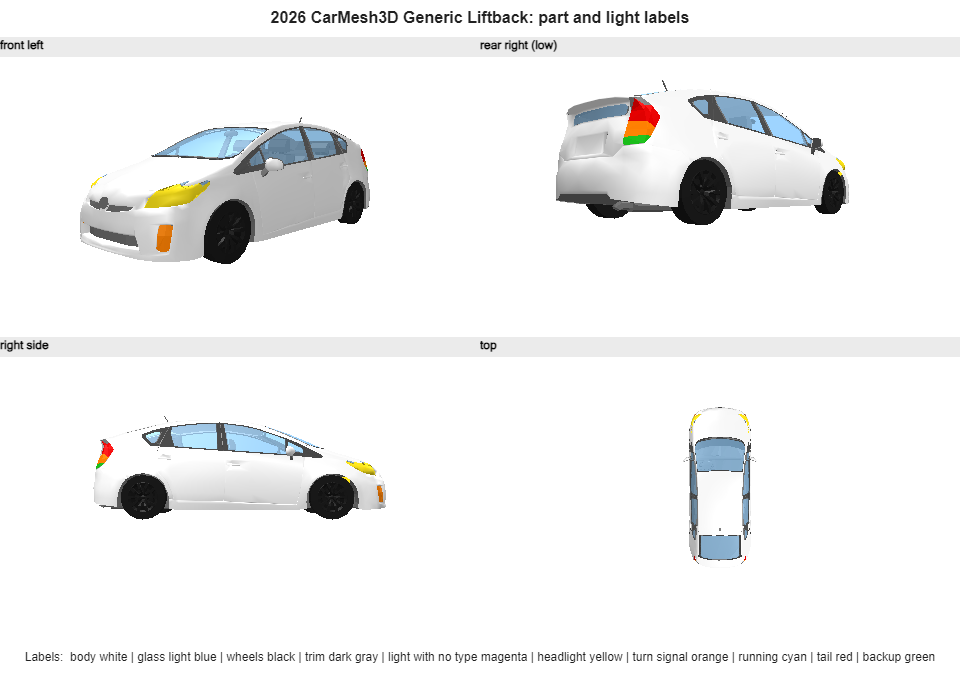 2026 CarMesh3D Generic Liftback: part and light labels
front left
rear right (low)
right side
top
Labels:  body white | glass light blue | wheels black | trim dark gray | light with no type magenta | headlight yellow | turn signal orange | running cyan | tail red | backup green